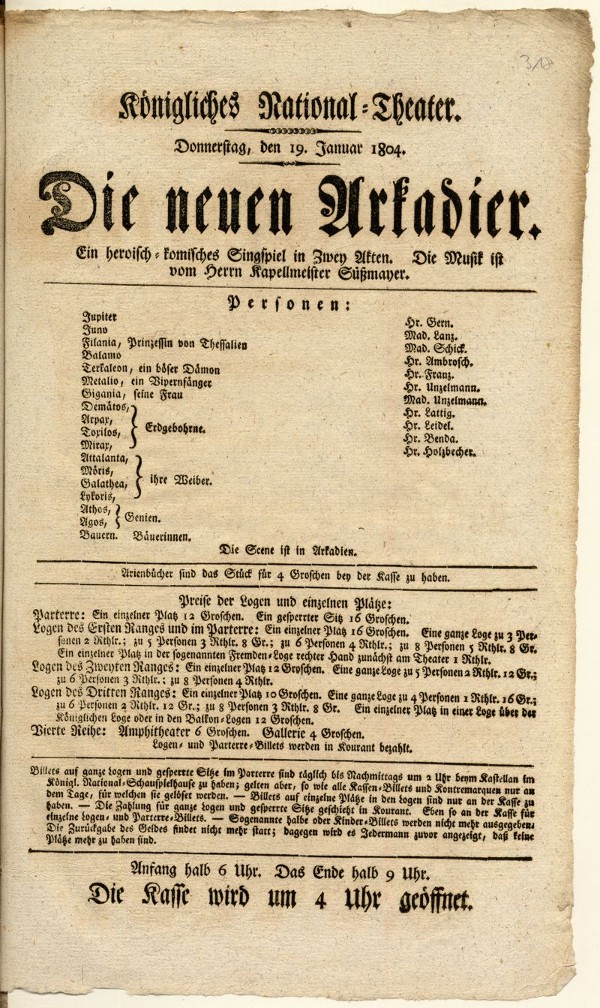 318
Königliches National-Theater.
Donnerstag, den 19. Januar 1804.
Die neuen Arkadier.
Ein heroisch-komisches Singspiel in Zwey Akten. Die Musik ist
vom Herrn Kapellmeister Süßmayer.
Personen:
Jupiter Hr. Gern.
Juno Mad. Lanz.
Filania, Prinzessin von Thessalien Mad. Schick.
Balamo Hr. Ambrosch.
Terkaleon, ein böser Dämon Hr. Franz.
Metalio, ein Vipernfänger Hr. Unzelmann.
Gigania, seine Frau Mad. Unzelmann.
Demätos, Hr. Lattig.
Arpax, Hr. Leidel.
Erdgebohrne.
Toxilos, Hr. Benda.
Mirax, Hr. Holzbecher.
Attalanta,
Möris,
ihre Weiber.
Galathea,
Lykoris,
Athos,
Genien.
Agos,
Bauern. Bäuerinnen.
Die Scene ist in Arkadien.
Arienbücher sind das Stück für 4 Groschen bey der Kasse zu haben.
Preise der Logen und einzelnen Plätze:
Parterre: Ein einzelner Platz 12 Groschen. Ein gesperrter Sitz 16 Groschen.
Logen des Ersten Ranges und im Parterre: Ein einzelner Platz 16 Groschen. Eine ganze Loge zu 3 Per-
sonen 2 Rthlr.; zu 5 Personen 3 Rthlr. 8 Gr.; zu 6 Personen 4 Rthlr.; zu 8 Personen 5 Rthlr. 8 Gr.
Ein einzelner Platz in der sogenannten Fremden-Loge rechter Hand zunächst am Theater 1 Rthlr.
Logen des Zweyten Ranges: Ein einzelner Platz 12 Groschen. Eine ganze Loge zu 5 Personen 2 Rthlr. 12 Gr.;
zu 6 Personen 3 Rthlr.; zu 8 Personen 4 Rthlr.
Logen des Dritten Ranges: Ein einzelner Platz 10 Groschen. Eine ganze Loge zu 4 Personen 1 Rthlr. 16 Gr.;
zu 6 Personen 2 Rthlr. 12 Gr.; zu 8 Personen 3 Rthlr. 8 Gr. Ein einzelner Platz in einer Loge über der
Königlichen Loge oder in den Balkon-Logen 12 Groschen.
Vierte Reihe: Amphitheater 6 Groschen. Gallerie 4 Groschen.
Logen- und Parterre-Billets werden in Kourant bezahlt.
Billets auf ganze Logen und gesperrte Sitze im Parterre sind täglich bis Nachmittags um 2 Uhr beym Kastellan im
Königl. National-Schauspielhause zu haben; gelten aber, so wie alle Kassen-Billets und Kontremarquen nur an
dem Tage, für welchen sie gelöset werden. — Billets auf einzelne Plätze in den Logen sind nur an der Kasse zu
haben. — Die Zahlung für ganze Logen und gesperrte Sitze geschieht in Kourant. Eben so an der Kasse für
einzelne Logen- und Parterre-Billets. — Sogenannte halbe oder Kinder-Billets werden nicht mehr ausgegeben.
Die Zurückgabe des Geldes findet nicht mehr statt; dagegen wird es Jedermann zuvor angezeigt, daß keine
Plätze mehr zu haben sind.
Anfang halb 6 Uhr. Das Ende halb 9 Uhr.
Die Kasse wird um 4 Uhr geöffnet.